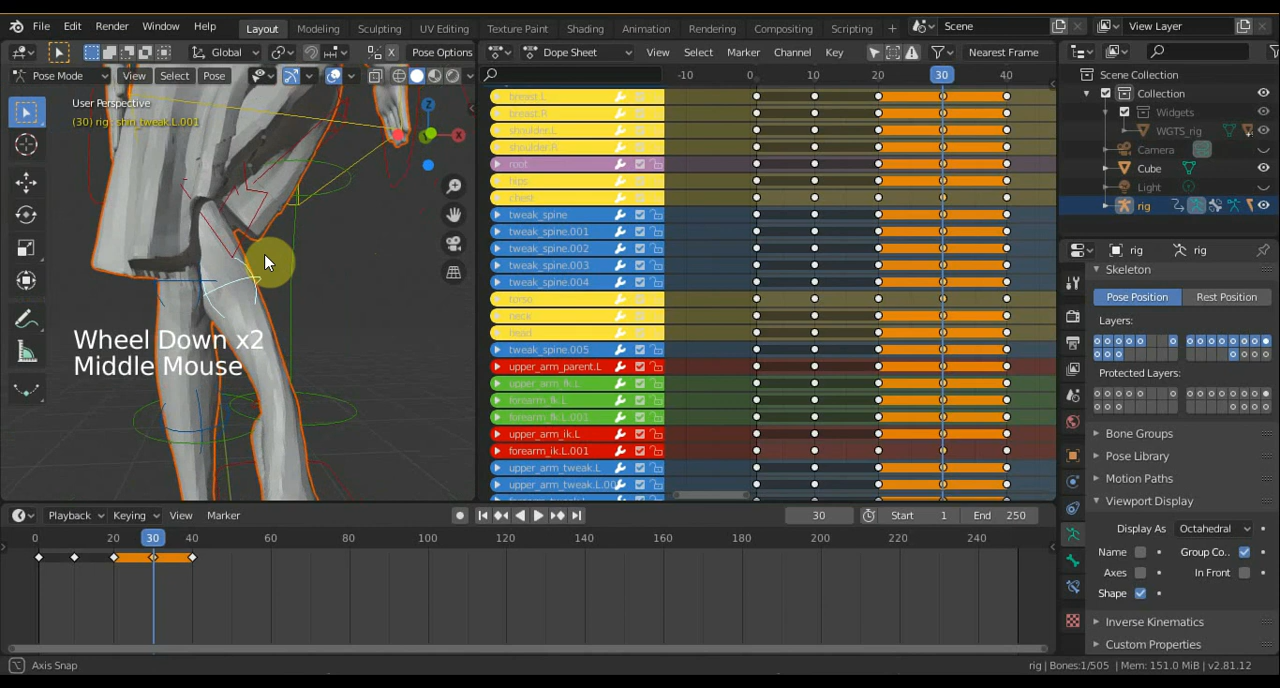 File Edit Render Window Help Layout Modeling Sculpting UV Editing Texture Paint Shading Animation Rendering Compositing Scripting + Scene View Layer
Global Pose Options Dope Sheet View Select Marker Channel Key Nearest Frame
Pose Mode View Select Pose
-10 0 10 20 30 40
Scene Collection
Collection
Widgets
WGTS_rig
Camera
Cube
Light
rig
User Perspective
(30) rig : shin_tweak.L.001
Wheel Down x2
Middle Mouse
breast.L
breast.R
shoulder.L
shoulder.R
root
hips
chest
tweak_spine
tweak_spine.001
tweak_spine.002
tweak_spine.003
tweak_spine.004
torso
neck
head
tweak_spine.005
upper_arm_parent.L
upper_arm_fk.L
forearm_fk.L
forearm_fk.L.001
upper_arm_ik.L
forearm_ik.L.001
upper_arm_tweak.L
upper_arm_tweak.L.00
rig rig
Skeleton
Pose Position Rest Position
Layers:
Protected Layers:
Bone Groups
Pose Library
Motion Paths
Viewport Display
Display As Octahedral
Name Group Co..
Axes In Front
Shape
Inverse Kinematics
Custom Properties
Playback Keying View Marker 30 Start 1 End 250
0 20 30 40 60 80 100 120 140 160 180 200 220 240
Axis Snap
rig | Bones:1/505 | Mem: 151.0 MiB | v2.81.12